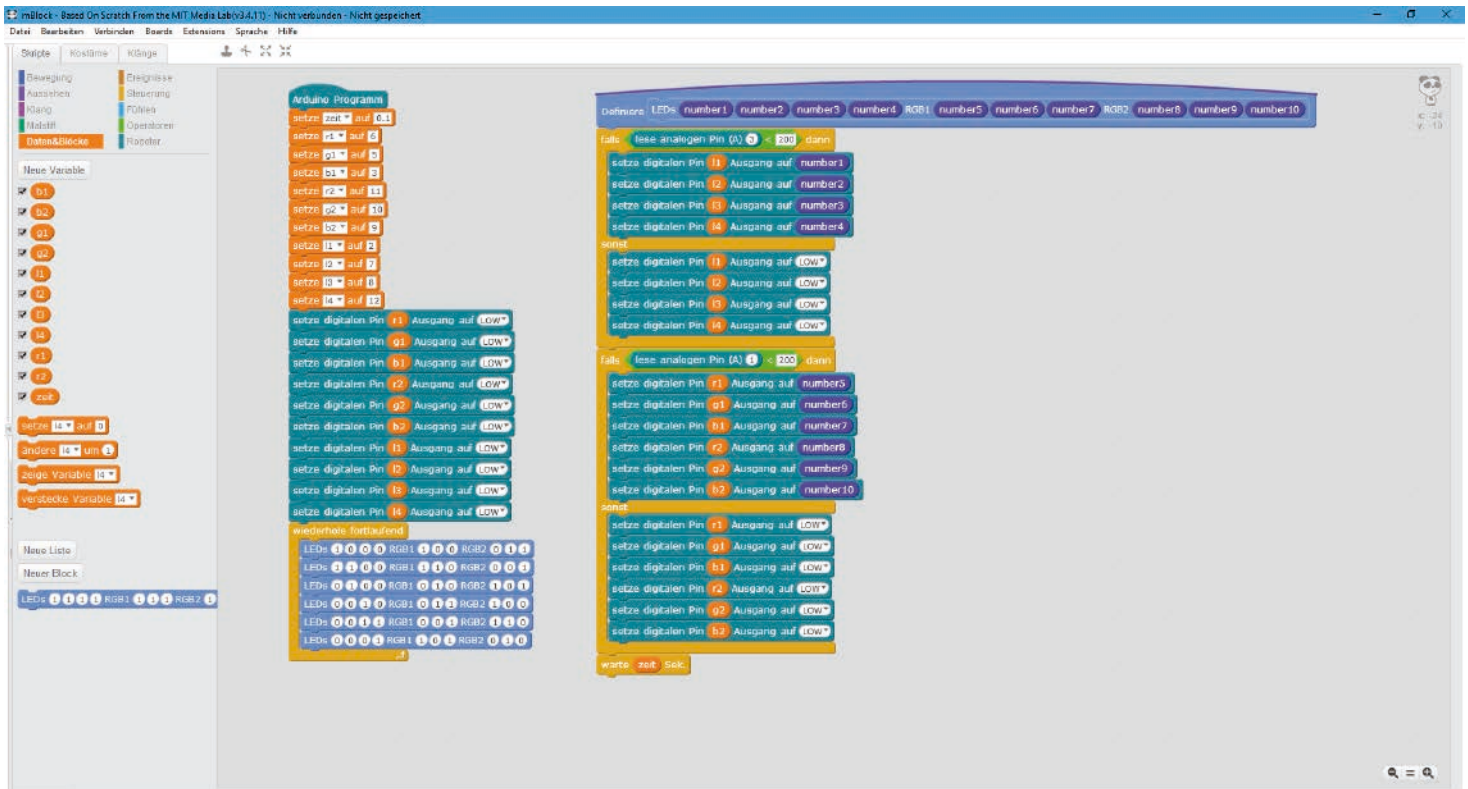 mBlock - Based On Scratch From the MIT Media Lab(v3.4.11) - Nicht verbunden - Nicht gespeichert
Datei Bearbeiten Verbinden Boards Extensions Sprache Hilfe
Skripte Kostüme Klänge
Bewegung Ereignisse
Aussehen Steuerung
Klang Fühlen
Malstift Operatoren
Daten&Blöcke Roboter
Neue Variable
b1
b2
g1
g2
l1
l2
l3
l4
r1
r2
zeit
setze l4 auf 0
ändere l4 um 1
zeige Variable l4
verstecke Variable l4
Neue Liste
Neuer Block
LEDs 1 1 1 1 RGB1 1 1 1 RGB2 1
Arduino Programm
setze zeit auf 0.1
setze r1 auf 6
setze g1 auf 5
setze b1 auf 3
setze r2 auf 11
setze g2 auf 10
setze b2 auf 9
setze l1 auf 2
setze l2 auf 7
setze l3 auf 8
setze l4 auf 12
setze digitalen Pin r1 Ausgang auf LOW
setze digitalen Pin g1 Ausgang auf LOW
setze digitalen Pin b1 Ausgang auf LOW
setze digitalen Pin r2 Ausgang auf LOW
setze digitalen Pin g2 Ausgang auf LOW
setze digitalen Pin b2 Ausgang auf LOW
setze digitalen Pin l1 Ausgang auf LOW
setze digitalen Pin l2 Ausgang auf LOW
setze digitalen Pin l3 Ausgang auf LOW
setze digitalen Pin l4 Ausgang auf LOW
wiederhole fortlaufend
LEDs 1 0 0 0 RGB1 1 0 0 RGB2 0 1 1
LEDs 1 1 0 0 RGB1 1 1 0 RGB2 0 0 1
LEDs 0 1 0 0 RGB1 0 1 0 RGB2 1 0 1
LEDs 0 0 1 0 RGB1 0 1 1 RGB2 1 0 0
LEDs 0 0 1 1 RGB1 0 0 1 RGB2 1 1 0
LEDs 0 0 0 1 RGB1 1 0 1 RGB2 0 1 0
Definiere LEDs number1 number2 number3 number4 RGB1 number5 number6 number7 RGB2 number8 number9 number10
falls lese analogen Pin (A) < 200 dann
setze digitalen Pin l1 Ausgang auf number1
setze digitalen Pin l2 Ausgang auf number2
setze digitalen Pin l3 Ausgang auf number3
setze digitalen Pin l4 Ausgang auf number4
sonst
setze digitalen Pin l1 Ausgang auf LOW
setze digitalen Pin l2 Ausgang auf LOW
setze digitalen Pin l3 Ausgang auf LOW
setze digitalen Pin l4 Ausgang auf LOW
falls lese analogen Pin (A) 1 < 200 dann
setze digitalen Pin r1 Ausgang auf number5
setze digitalen Pin g1 Ausgang auf number6
setze digitalen Pin b1 Ausgang auf number7
setze digitalen Pin r2 Ausgang auf number8
setze digitalen Pin g2 Ausgang auf number9
setze digitalen Pin b2 Ausgang auf number10
sonst
setze digitalen Pin r1 Ausgang auf LOW
setze digitalen Pin g1 Ausgang auf LOW
setze digitalen Pin b1 Ausgang auf LOW
setze digitalen Pin r2 Ausgang auf LOW
setze digitalen Pin g2 Ausgang auf LOW
setze digitalen Pin b2 Ausgang auf LOW
warte zeit Sek.